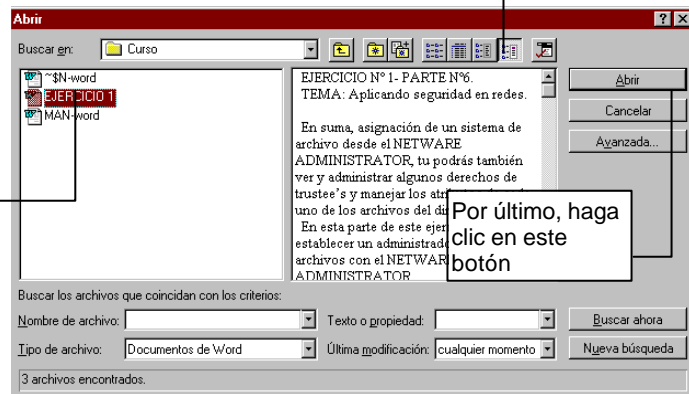 Abrir
Buscar en: Curso
~$N-word
EJERCICIO 1
MAN-word
EJERCICIO Nº 1- PARTE Nº6.
TEMA: Aplicando seguridad en redes.
En suma, asignación de un sistema de
archivo desde el NETWARE
ADMINISTRATOR, tu podrás también
ver y administrar algunos derechos de
trustee's y manejar los
uno de los archivos del
En esta parte de este
establecer un
archivos con el
ADMINISTRATOR
Abrir
Cancelar
Avanzada...
Por último, haga
clic en este
botón
Buscar los archivos que coincidan con los criterios:
Nombre de archivo: Texto o propiedad: Buscar ahora
Tipo de archivo: Documentos de Word Última modificación: cualquier momento Nueva búsqueda
3 archivos encontrados.